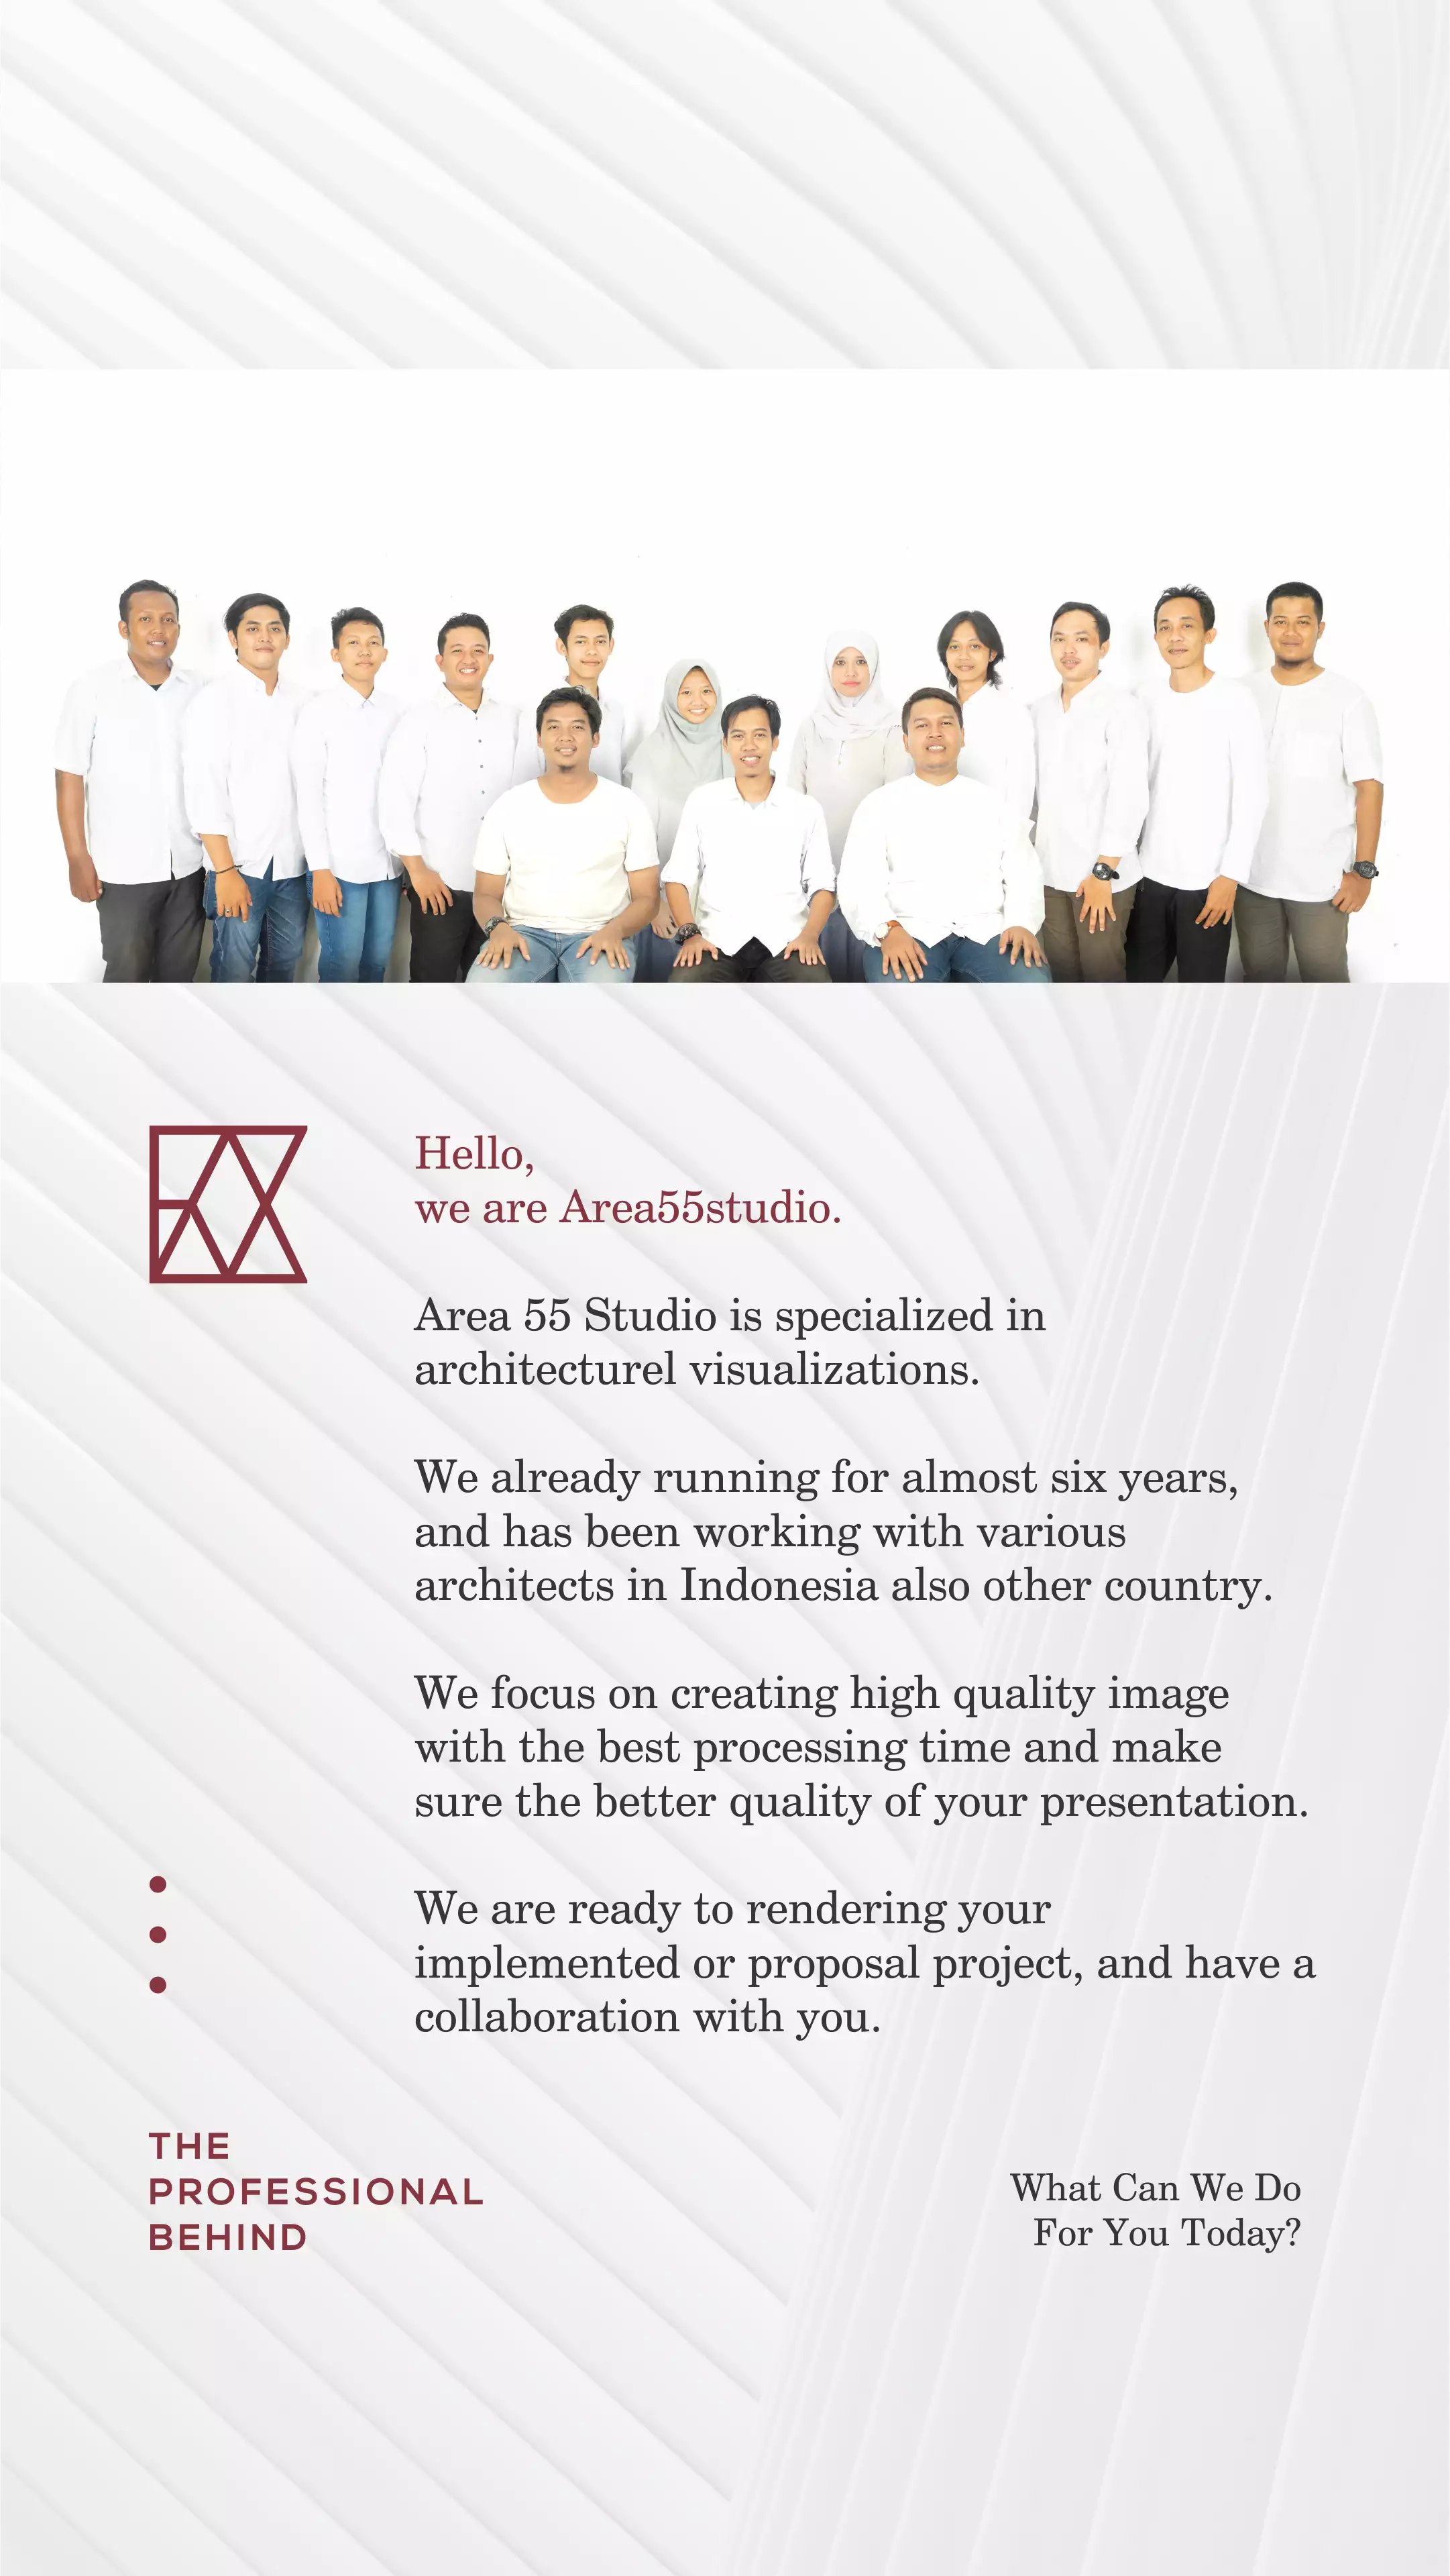 Hello,
we are Area55studio.
Area 55 Studio is specialized in
architecturel visualizations.
We already running for almost six years,
and has been working with various
architects in Indonesia also other country.
We focus on creating high quality image
with the best processing time and make
sure the better quality of your presentation.
We are ready to rendering your
implemented or proposal project, and have a
collaboration with you.
THE
PROFESSIONAL
BEHIND
What Can We Do
For You Today?